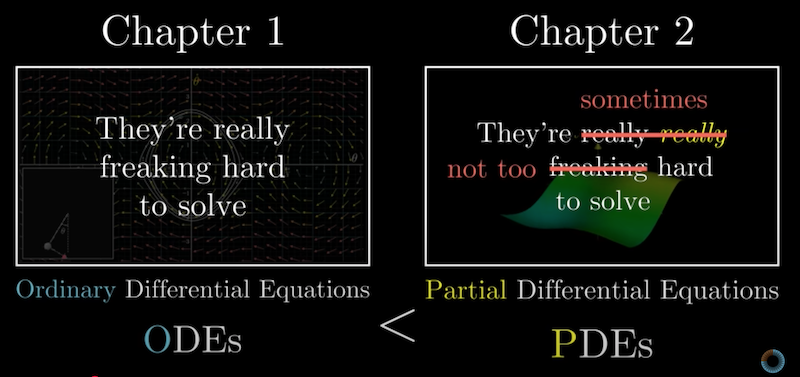 Chapter 1
They're really
freaking hard
to solve
Ordinary Differential Equations
ODEs
<
Chapter 2
sometimes
They're really really
not too freaking hard
to solve
Partial Differential Equations
PDEs